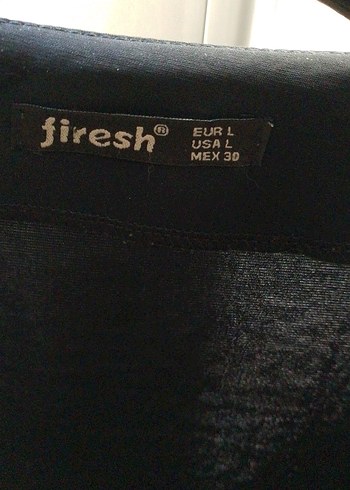 firesh®
EUR L
USA L
MEX 30